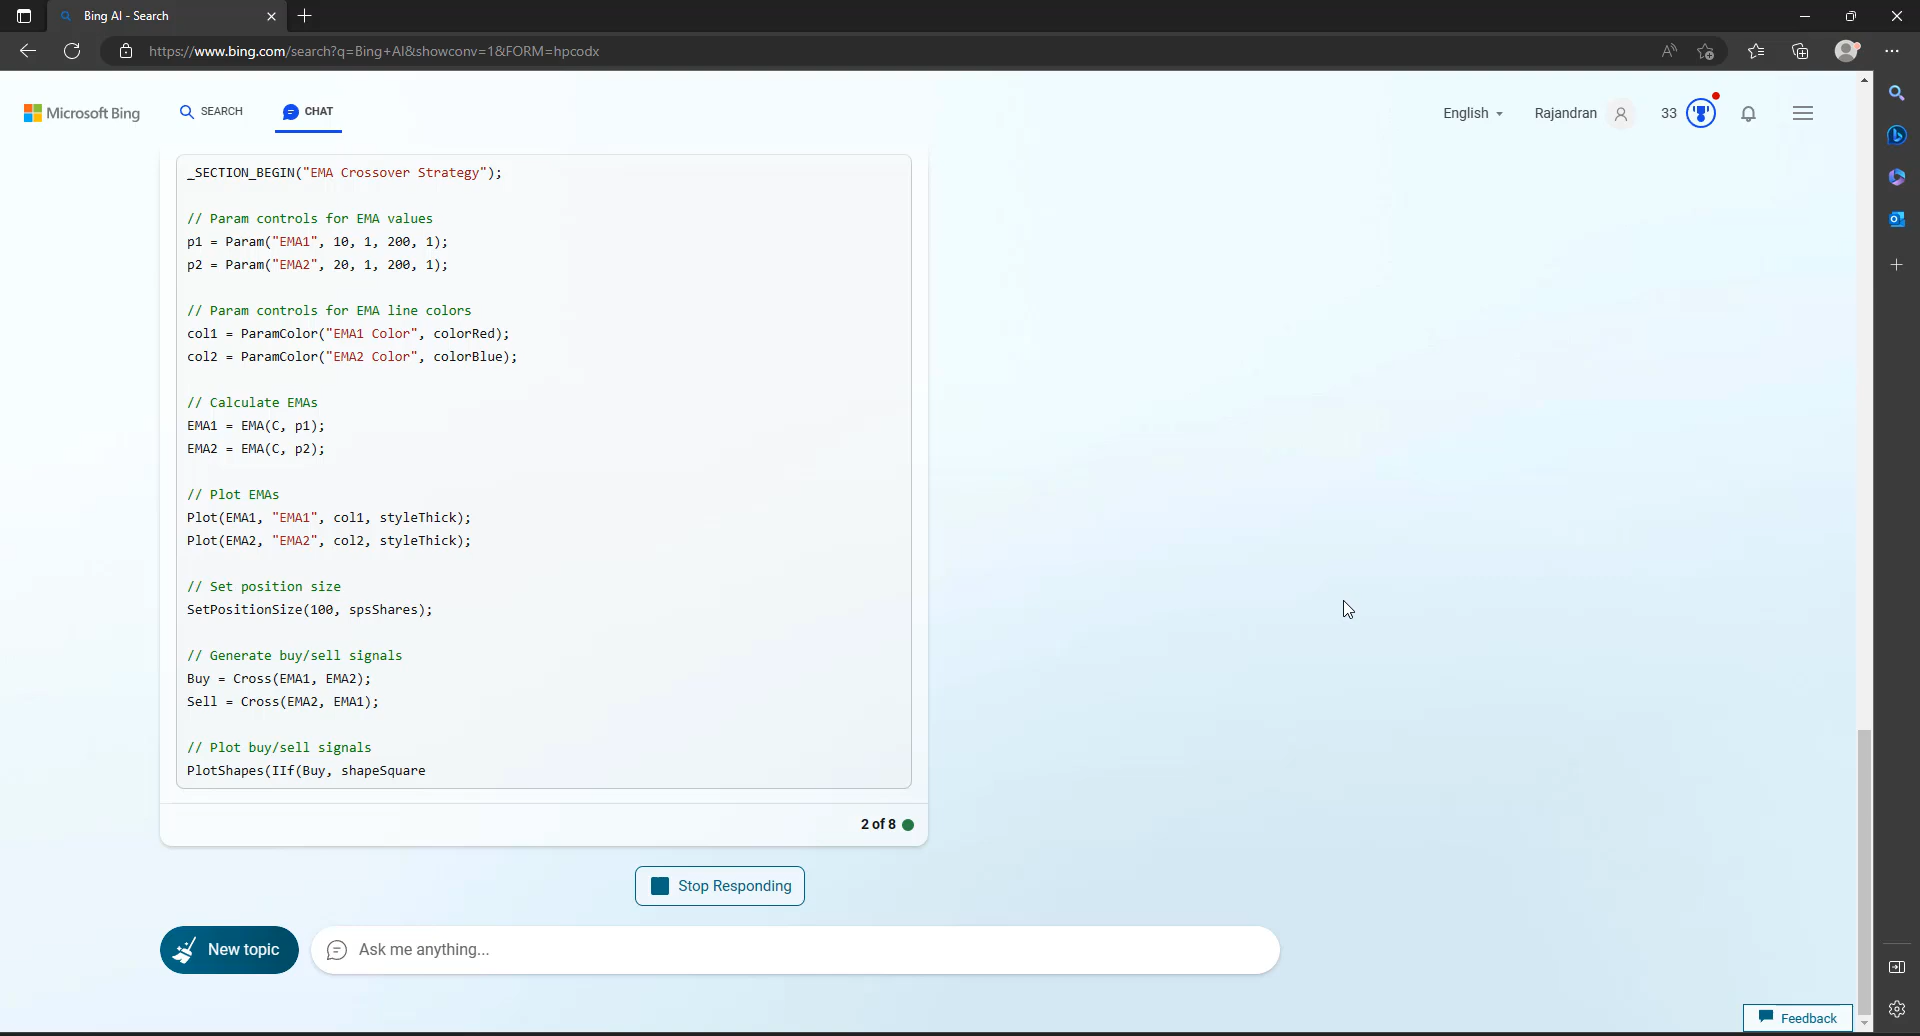 Bing AI - Search
https://www.bing.com/search?q=Bing+AI&showconv=1&FORM=hpcodx
Microsoft Bing
SEARCH
CHAT
English
Rajandran
33
_SECTION_BEGIN("EMA Crossover Strategy");
// Param controls for EMA values
p1 = Param("EMA1", 10, 1, 200, 1);
p2 = Param("EMA2", 20, 1, 200, 1);
// Param controls for EMA line colors
col1 = ParamColor("EMA1 Color", colorRed);
col2 = ParamColor("EMA2 Color", colorBlue);
// Calculate EMAs
EMA1 = EMA(C, p1);
EMA2 = EMA(C, p2);
// Plot EMAs
Plot(EMA1, "EMA1", col1, styleThick);
Plot(EMA2, "EMA2", col2, styleThick);
// Set position size
SetPositionSize(100, spsShares);
// Generate buy/sell signals
Buy = Cross(EMA1, EMA2);
Sell = Cross(EMA2, EMA1);
// Plot buy/sell signals
PlotShapes(IIf(Buy, shapeSquare
2 of 8
Stop Responding
New topic
Ask me anything...
Feedback